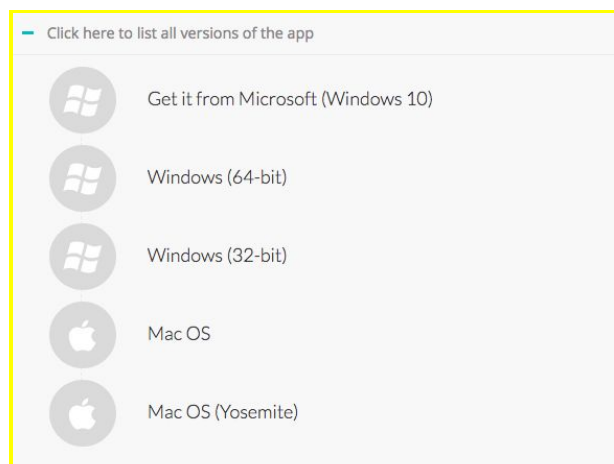 Click here to list all versions of the app
Get it from Microsoft (Windows 10)
Windows (64-bit)
Windows (32-bit)
Mac OS
Mac OS (Yosemite)